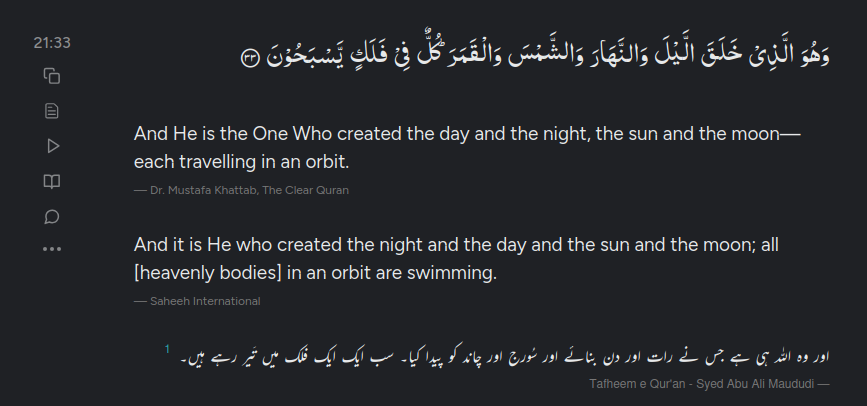 21:33
وَهُوَ الَّذِىۡ خَلَقَ الَّيۡلَ وَالنَّهَارَ وَالشَّمۡسَ وَالۡقَمَرَ‌ؕ كُلٌّ فِىۡ فَلَكٍ يَّسۡبَحُوۡنَ ٣٣
And He is the One Who created the day and the night, the sun and the moon—
each travelling in an orbit.
— Dr. Mustafa Khattab, The Clear Quran
And it is He who created the night and the day and the sun and the moon; all
[heavenly bodies] in an orbit are swimming.
— Saheeh International
اور وہ اللہ ہی ہے جس نے رات اور دن بنائے اور سُورج اور چاند کو پیدا کیا۔ سب ایک ایک فلک میں تَیر رہے ہیں۔ 1
Tafheem e Qur'an - Syed Abu Ali Maududi —